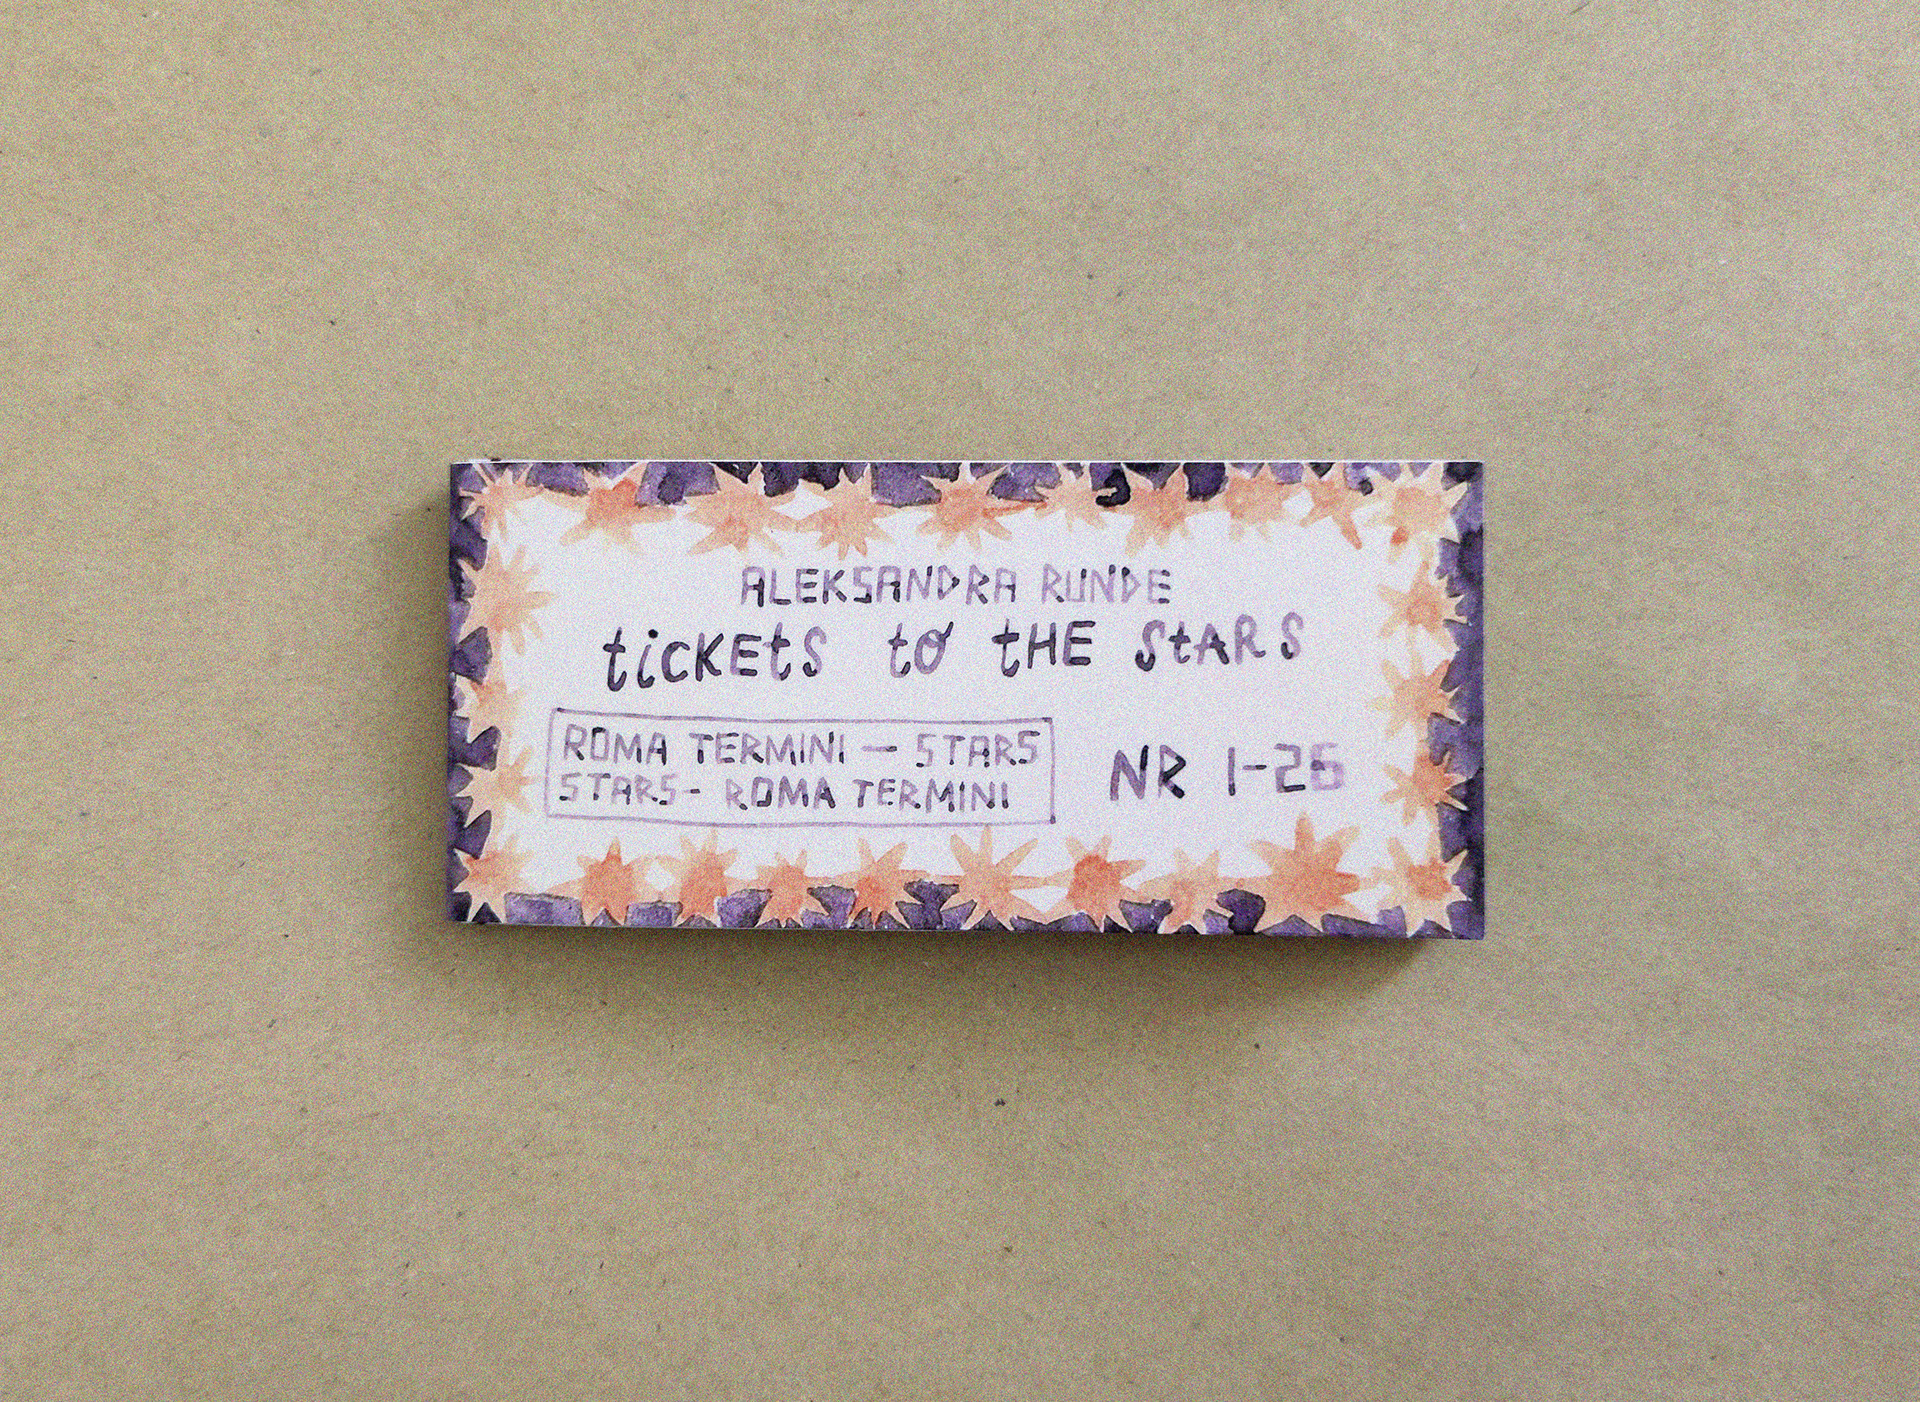 ALEKSANDRA RUNDE
tickEts to tHE StARS
ROMA TERMINI — STARS
STARS - ROMA TERMINI
NR 1-26